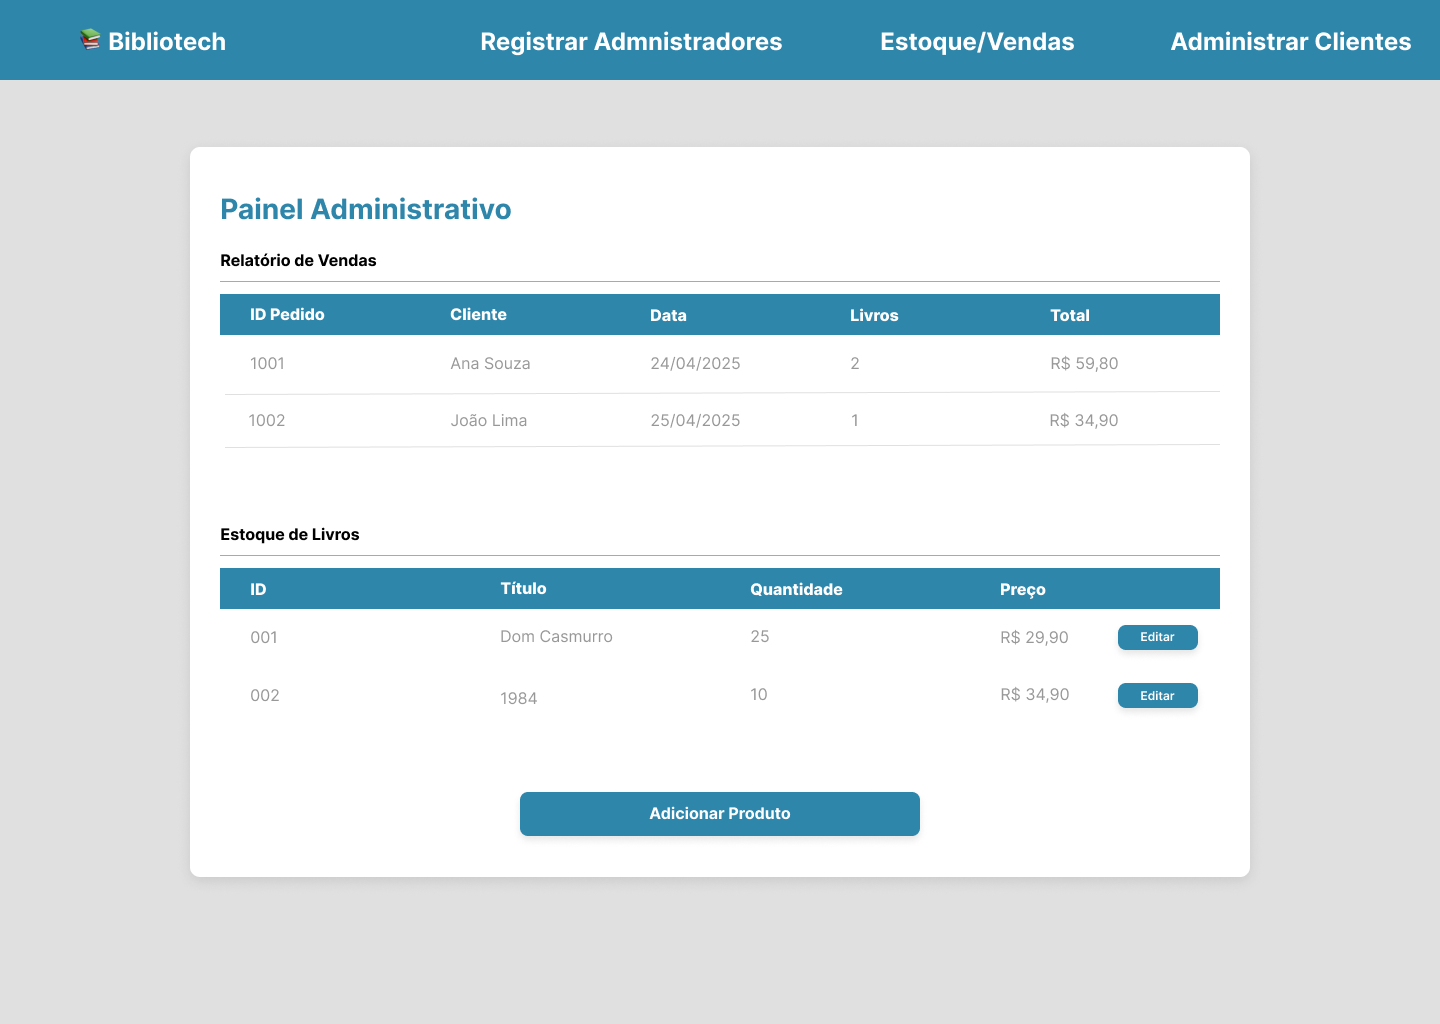 📚 Bibliotech Registrar Admnistradores Estoque/Vendas Administrar Clientes
Painel Administrativo
Relatório de Vendas
ID Pedido Cliente Data Livros Total
1001 Ana Souza 24/04/2025 2 R$ 59,80
1002 João Lima 25/04/2025 1 R$ 34,90
Estoque de Livros
ID Título Quantidade Preço
001 Dom Casmurro 25 R$ 29,90 Editar
002 1984 10 R$ 34,90 Editar
Adicionar Produto